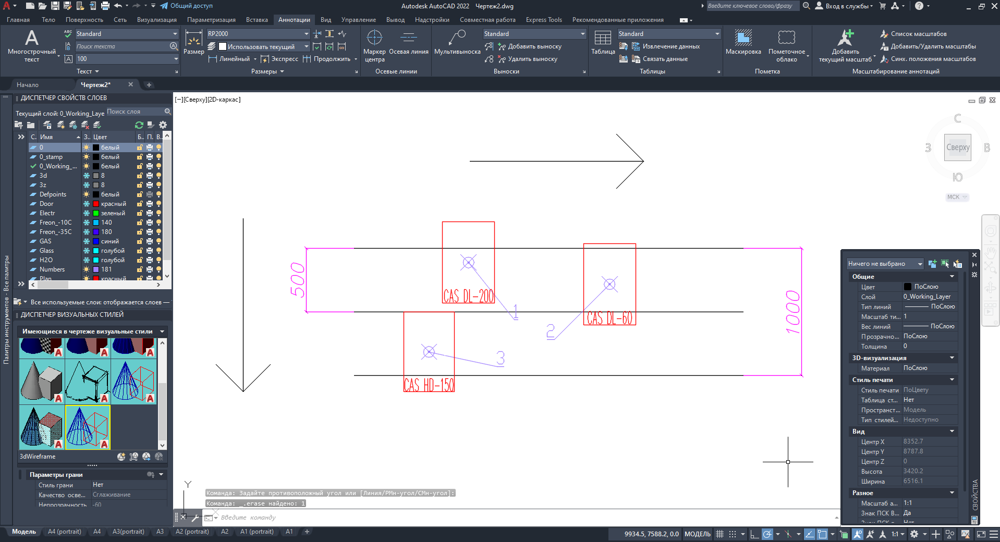 Общий доступ
Autodesk AutoCAD 2022 Чертеж2.dwg
Введите ключевое слово/фразу
Вход в службы
Главная Тело Поверхность Сеть Визуализация Параметризация Вставка Аннотации Вид Управление Вывод Надстройки Совместная работа Express Tools Рекомендованные приложения
Многострочный текст
ABC Standard
Поиск текста
100
Текст
Размер
RP2000
Использовать текущий
Линейный Экспресс Продолжить
Размеры
Маркер центра
Осевая линия
Осевые линии
Мультивыноска
Standard
Добавить выноску
Удалить выноску
Выноски
Таблица
Standard
Извлечение данных
Связать данные
Таблицы
Маскировка
Пометочное облако
Пометка
Добавить текущий масштаб
Список масштабов
Добавить/Удалить масштабы
Синх. положения масштабов
Масштабирование аннотаций
Начало
Чертеж2*
Палитры инструментов - Все палитры
ДИСПЕТЧЕР СВОЙСТВ СЛОЕВ
Текущий слой: 0_Working_Laye
Поиск слоя
С. Имя З.. Цвет Б.. П. В..
0 белый
0_stamp белый
0_Working_... белый
3d 8
3z 8
Defpoints белый
Door красный
Electr зеленый
Freon_-10C 140
Freon_-35C 180
GAS синий
Glass голубой
H2O голубой
Numbers 181
Plan красный
Все используемые слои: отображается слоев —
ДИСПЕТЧЕР ВИЗУАЛЬНЫХ СТИЛЕЙ
Имеющиеся в чертеже визуальные стили
3dWireframe
Параметры грани
Стиль грани Нет
Качество осве... Сглаживание
Непрозрачность -60
[−][Сверху][2D-каркас]
500
CAS DL-200
1
CAS DL-60
2
CAS HD-150
3
1000
Y
X
С
З
Сверху
В
Ю
МСК
Команда: Задайте противоположный угол или [Линия/РМн-угол/СМн-угол]:
Команда: _.erase найдено: 1
Введите команду
Ничего не выбрано
Общие
Цвет ПоСлою
Слой 0_Working_Layer
Тип линий ПоСлою
Масштаб ти... 1
Вес линий ПоСлою
Прозрачно... ПоСлою
Толщина 0
3D-визуализация
Материал ПоСлою
Стиль печати
Стиль печати ПоЦвету
Таблица ст... Нет
Пространст... Модель
Тип стилей... Недоступно
Вид
Центр X 8352.7
Центр Y 8787.8
Центр Z 0
Высота 3420.2
Ширина 6516.1
Разное
Масштаб а... 1:1
Знак ПСК В... Да
Знак ПСК Нет
СВОЙСТВА
Модель A4 (portrait) A4 A3(portrait) A3 A2 (portrait) A2 A1 (portrait) A1
9934.5, 7588.2, 0.0 МОДЕЛЬ 1:1